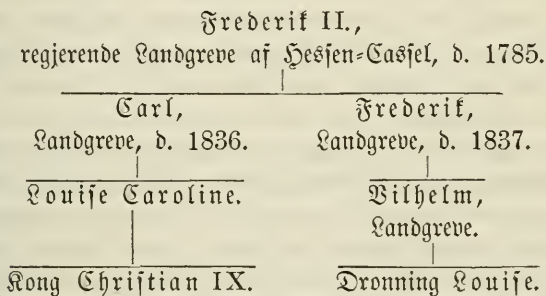 Frederik II.,
regjerende Landgreve af Hessen-Cassel, d. 1785.
Carl,
Landgreve, d. 1836.
Frederik,
Landgreve, d. 1837.
Louise Caroline.
Vilhelm,
Landgreve.
Kong Christian IX.
Dronning Louise.